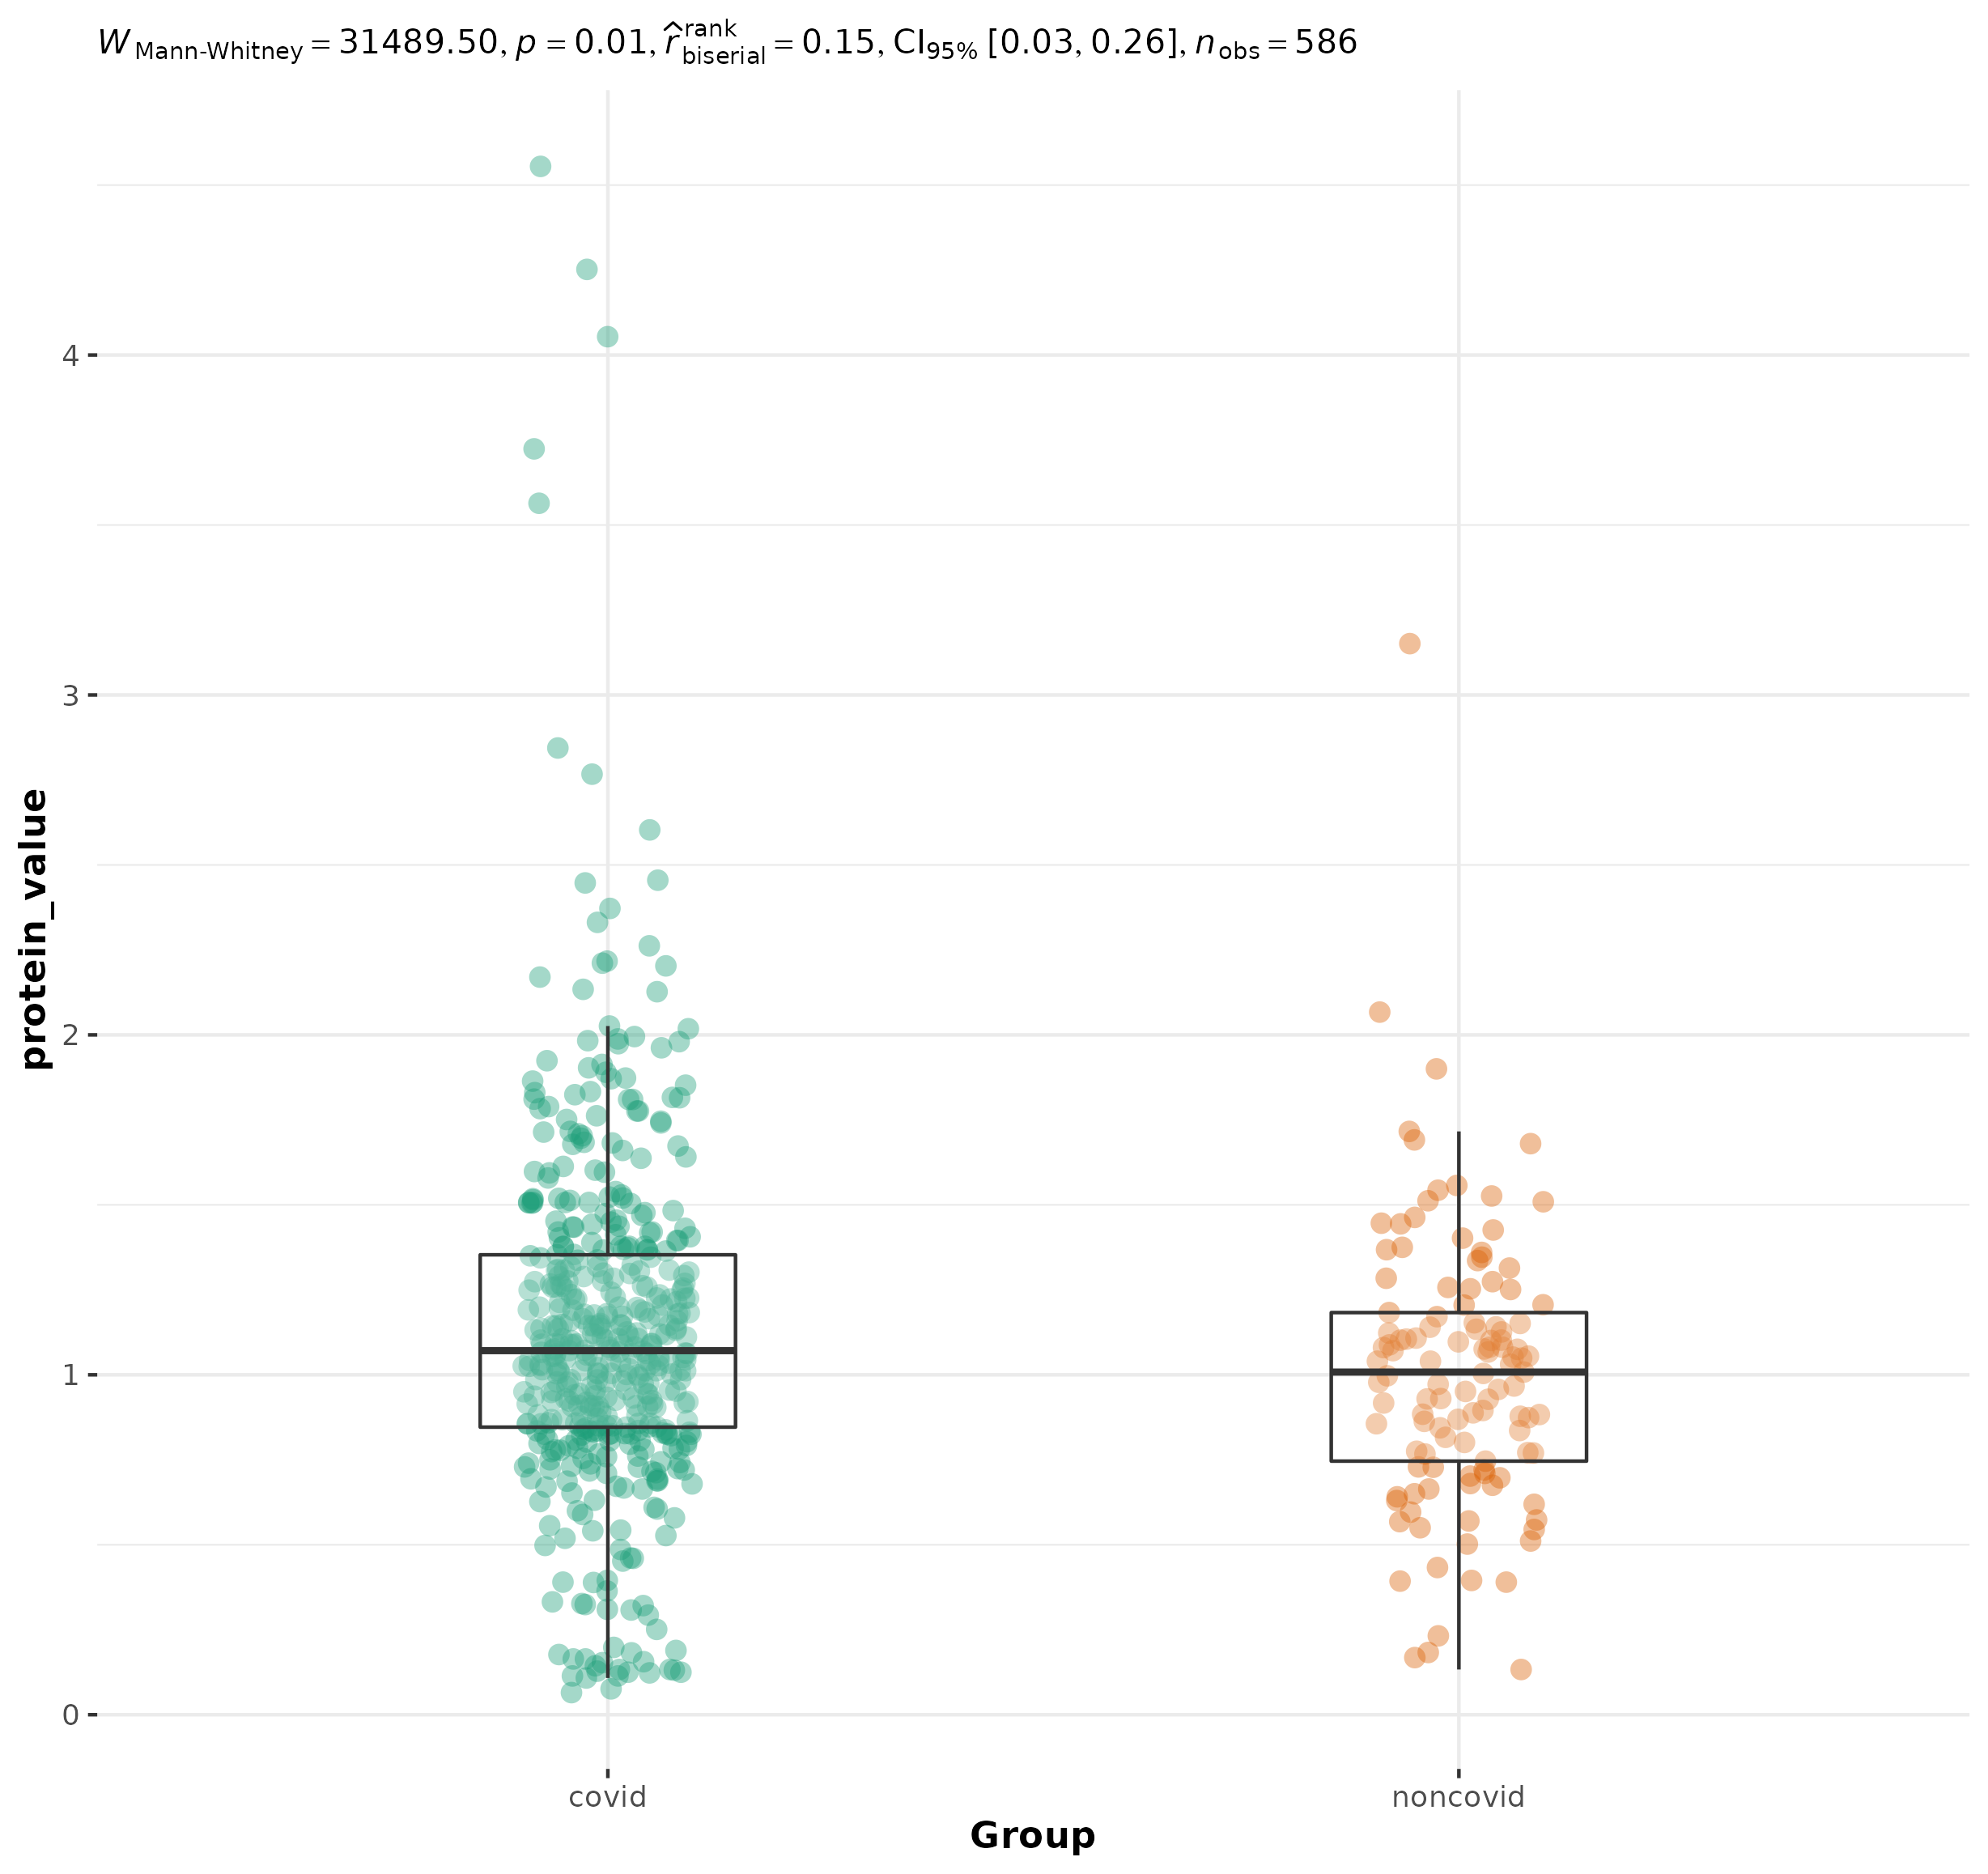 W Mann-Whitney = 31489.50, p = 0.01, r̂ rank biserial = 0.15, CI95% [0.03, 0.26], n obs = 586
4
3
2
1
0
protein_value
covid noncovid
Group